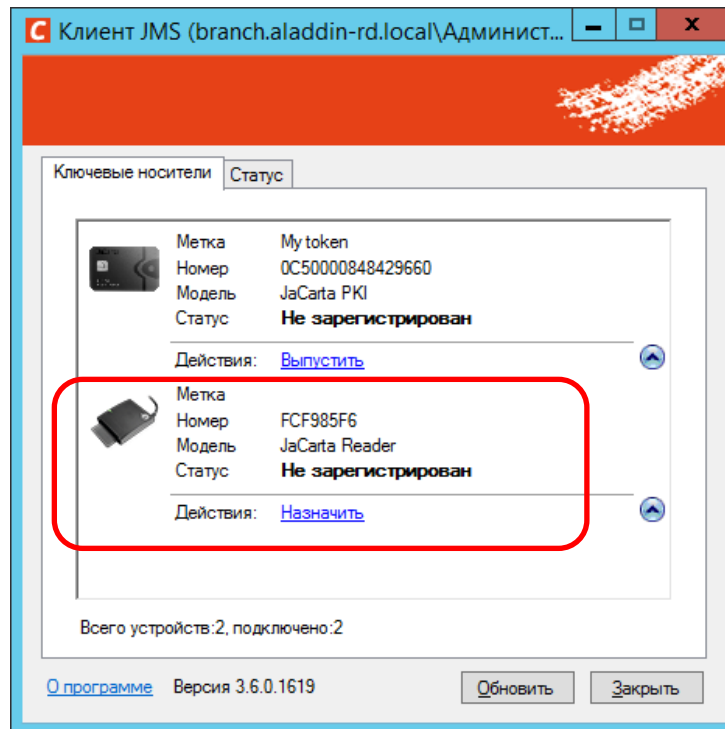 Клиент JMS (branch.aladdin-rd.local\Админист...
Ключевые носители Статус
Метка My token
Номер 0C50000848429660
Модель JaCarta PKI
Статус Не зарегистрирован
Действия: Выпустить
Метка
Номер FCF985F6
Модель JaCarta Reader
Статус Не зарегистрирован
Действия: Назначить
Всего устройств:2, подключено:2
О программе Версия 3.6.0.1619 Обновить Закрыть